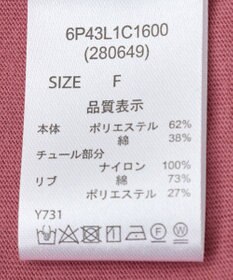 6P43L1C1600
(280649)
SIZE F
品質表示
本体 ポリエステル 62%
綿 38%
チュール部分
ナイロン 100%
リブ 綿 73%
ポリエステル 27%
Y731